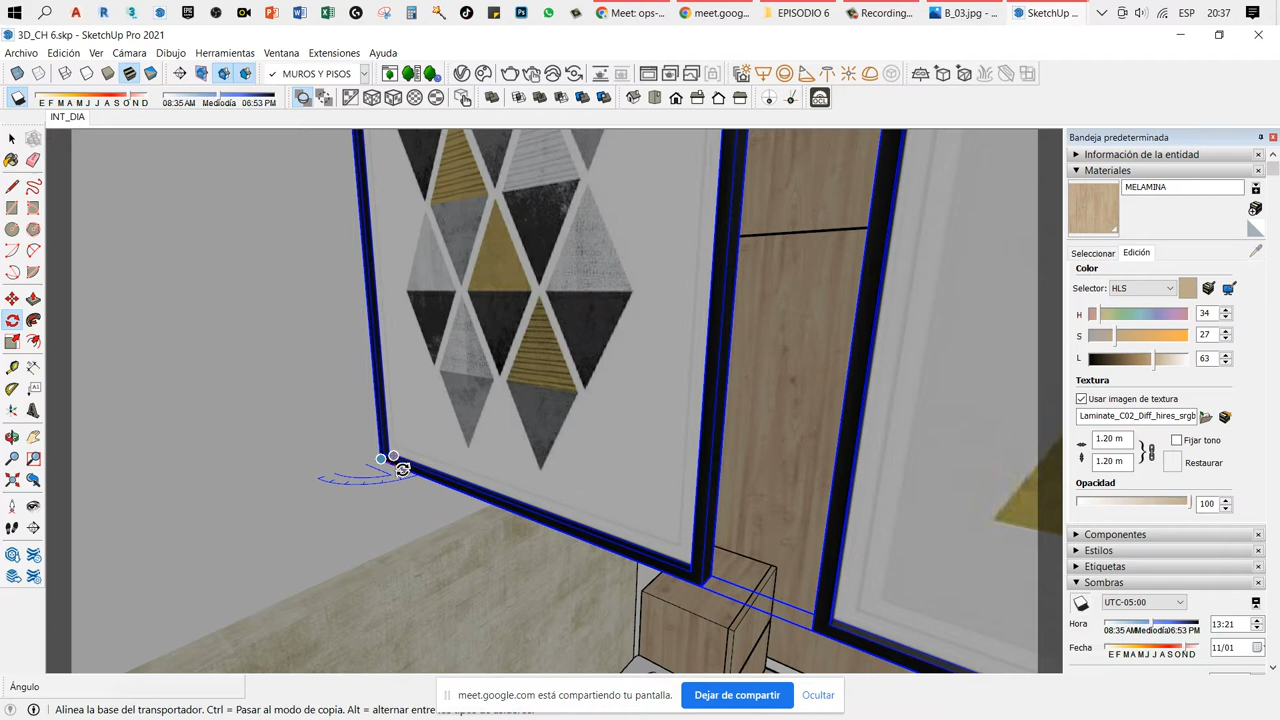 Meet: ops-...
meet.goog...
EPISODIO 6
Recording...
B_03.jpg - ...
SketchUp ...
ESP
20:37
3D_CH 6.skp - SketchUp Pro 2021
Archivo Edición Ver Cámara Dibujo Herramientas Ventana Extensiones Ayuda
MUROS Y PISOS
E F M A M J J A S O N D
08:35 AM Mediodía 06:53 PM
INT_DIA
Bandeja predeterminada
Información de la entidad
Materiales
MELAMINA
Seleccionar Edición
Color
Selector: HLS
H 34
S 27
L 63
Textura
Usar imagen de textura
Laminate_C02_Diff_hires_srgb
1.20 m
Fijar tono
1.20 m
Restaurar
Opacidad
100
Componentes
Estilos
Etiquetas
Sombras
UTC-05:00
Hora 08:35 AM Mediodía 06:53 PM 13:21
Fecha E F M A M J J A S O N D 11/01
Ángulo
meet.google.com está compartiendo tu pantalla. Dejar de compartir Ocultar
Ctrl = Pasar al modo de copia. Alt = alternar entre